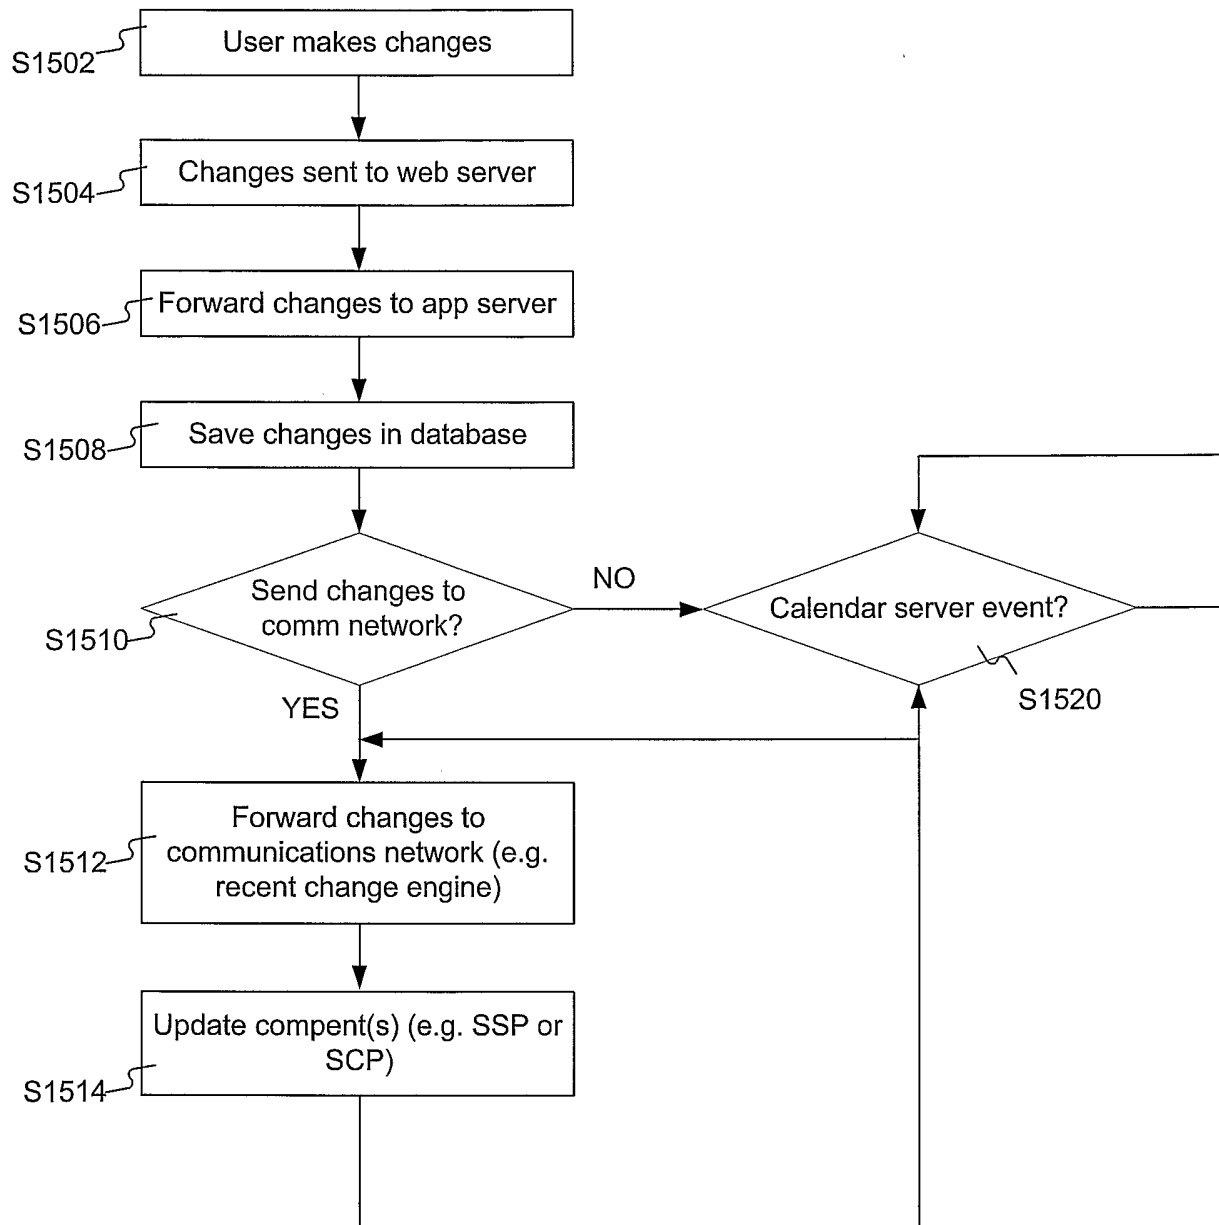 User makes changes
S1502
Changes sent to web server
S1504
Forward changes to app server
S1506
Save changes in database
S1508
Send changes to
comm network?
S1510
NO
Calendar server event?
S1520
YES
Forward changes to
communications network (e.g.
recent change engine)
S1512
Update compent(s) (e.g. SSP or
SCP)
S1514